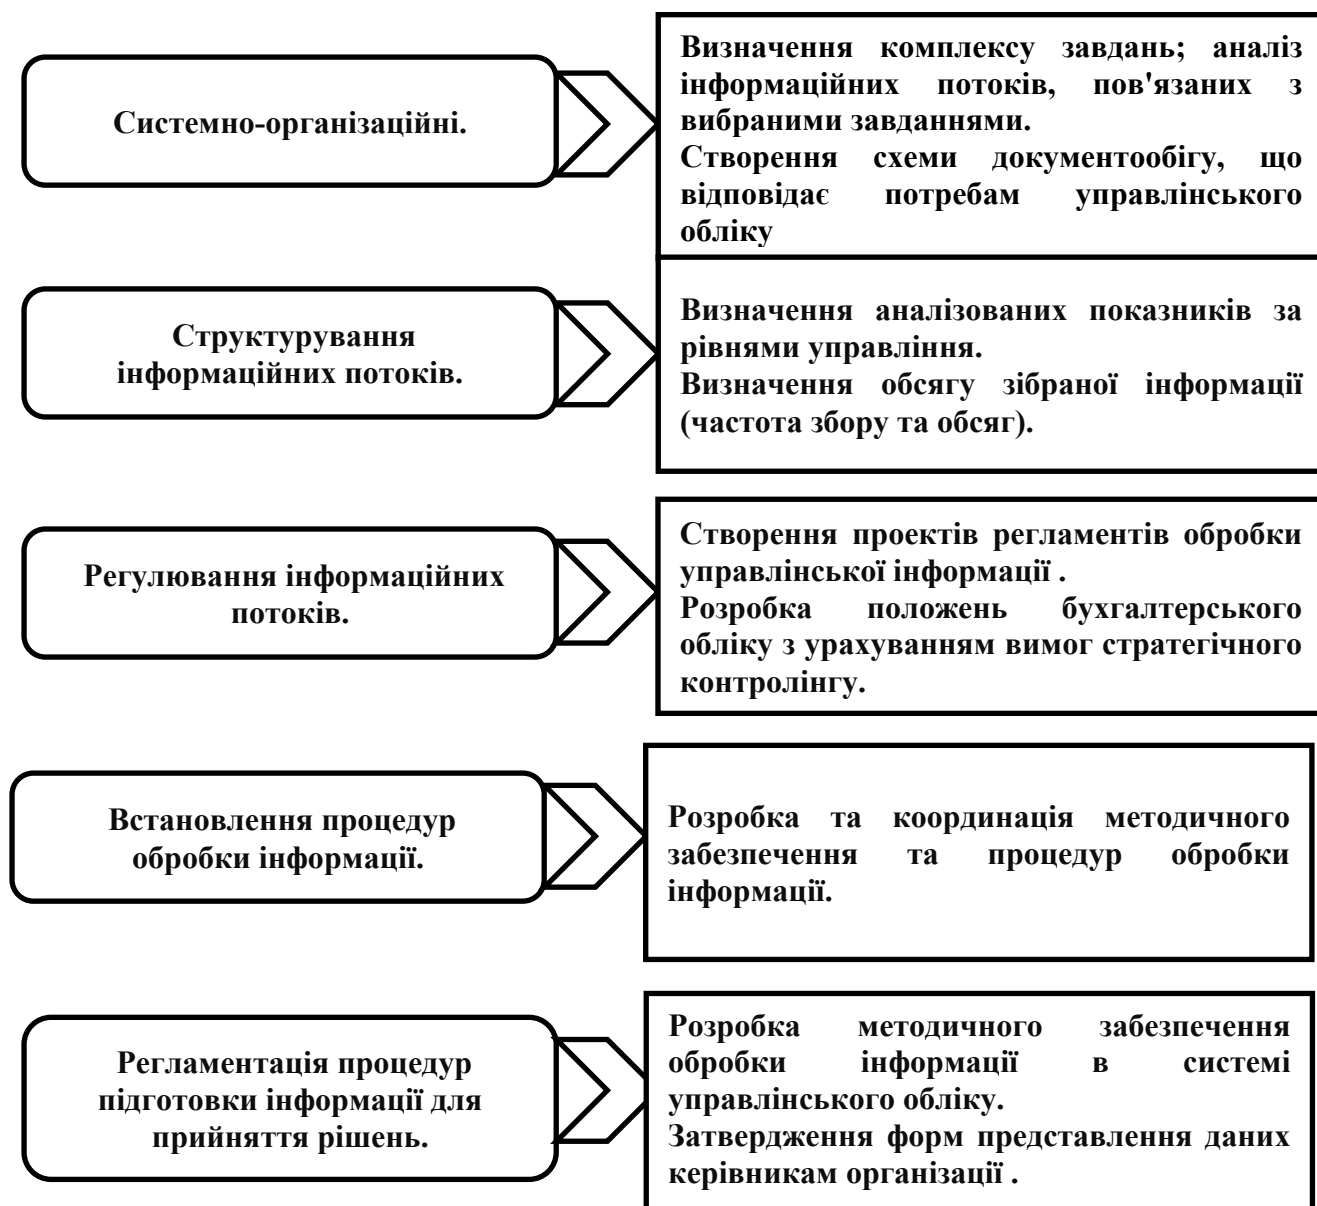 Системно-організаційні.
Визначення комплексу завдань; аналіз
інформаційних потоків, пов'язаних з
вибраними завданнями.
Створення схеми документообігу, що
відповідає потребам управлінського
обліку
Структурування
інформаційних потоків.
Визначення аналізованих показників за
рівнями управління.
Визначення обсягу зібраної інформації
(частота збору та обсяг).
Регулювання інформаційних
потоків.
Створення проектів регламентів обробки
управлінської інформації .
Розробка положень бухгалтерського
обліку з урахуванням вимог стратегічного
контролінгу.
Встановлення процедур
обробки інформації.
Розробка та координація методичного
забезпечення та процедур обробки
інформації.
Регламентація процедур
підготовки інформації для
прийняття рішень.
Розробка методичного забезпечення
обробки інформації в системі
управлінського обліку.
Затвердження форм представлення даних
керівникам організації .